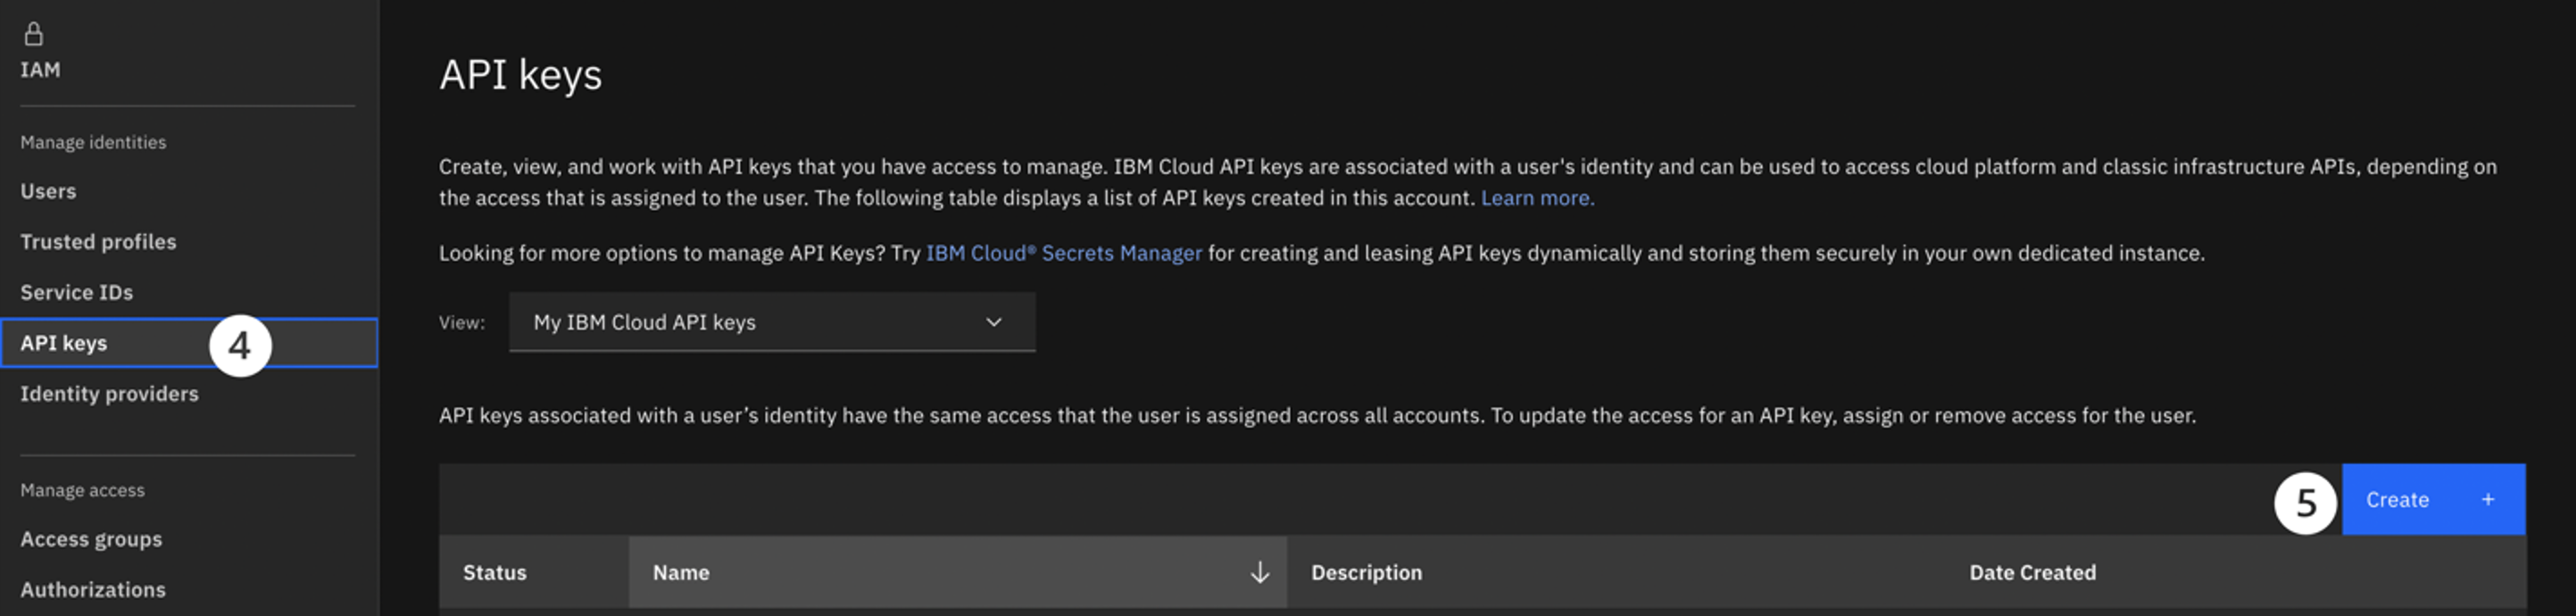 IAM
Manage identities
Users
Trusted profiles
Service IDs
API keys
4
Identity providers
Manage access
Access groups
Authorizations
API keys
Create, view, and work with API keys that you have access to manage. IBM Cloud API keys are associated with a user's identity and can be used to access cloud platform and classic infrastructure APIs, depending on
the access that is assigned to the user. The following table displays a list of API keys created in this account. Learn more.
Looking for more options to manage API Keys? Try IBM Cloud® Secrets Manager for creating and leasing API keys dynamically and storing them securely in your own dedicated instance.
View: My IBM Cloud API keys
API keys associated with a user’s identity have the same access that the user is assigned across all accounts. To update the access for an API key, assign or remove access for the user.
5 Create +
Status Name Description Date Created